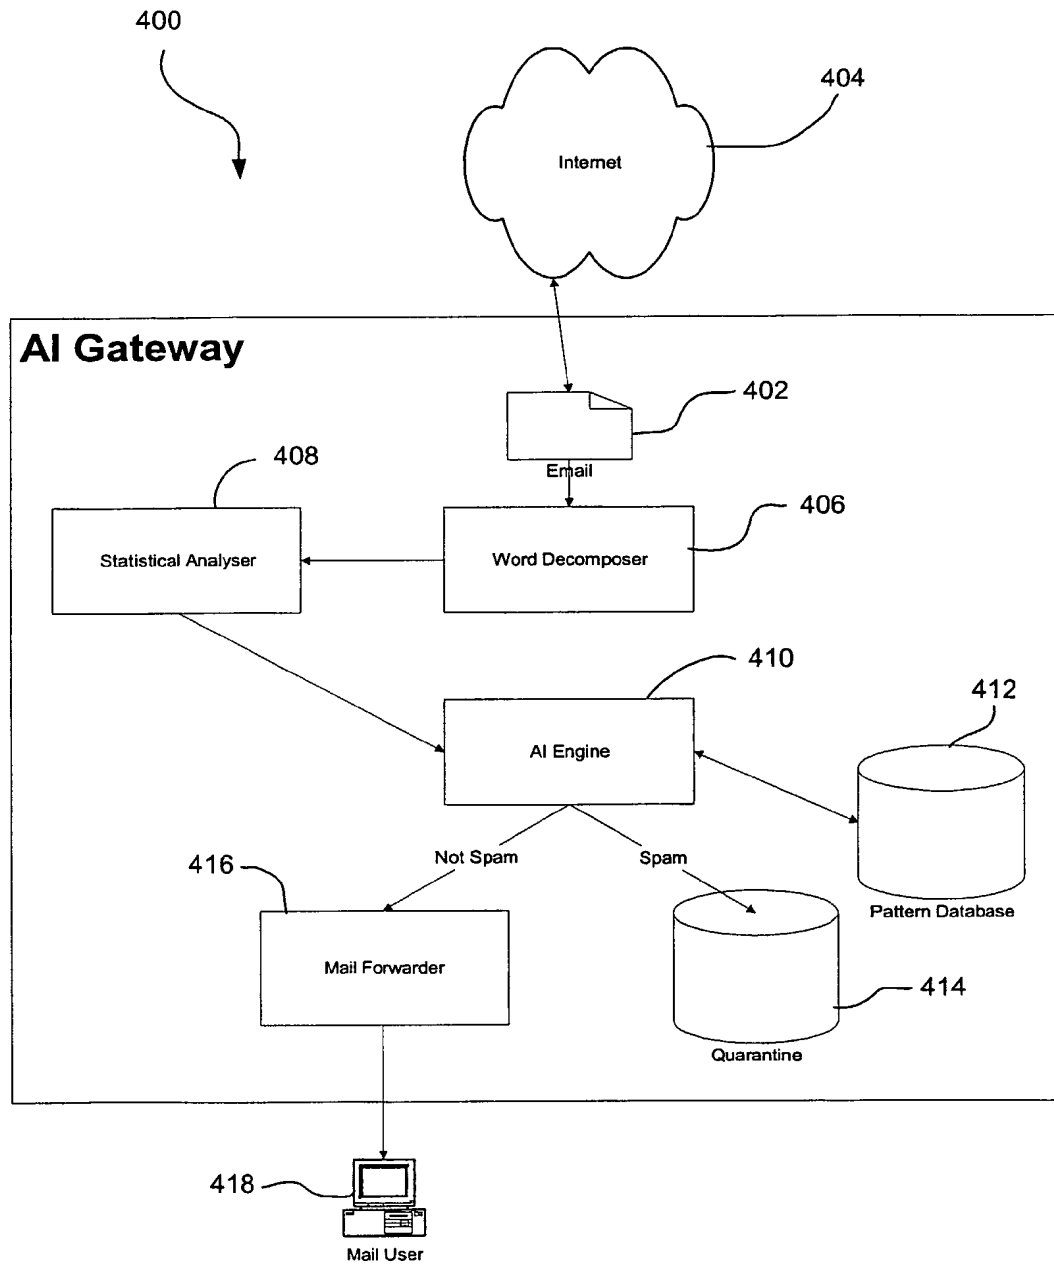 400
404
Internet
AI Gateway
402
Email
408
406
Statistical Analyser
Word Decomposer
410
412
AI Engine
Not Spam
Spam
416
Pattern Database
Mail Forwarder
414
Quarantine
418
Mail User